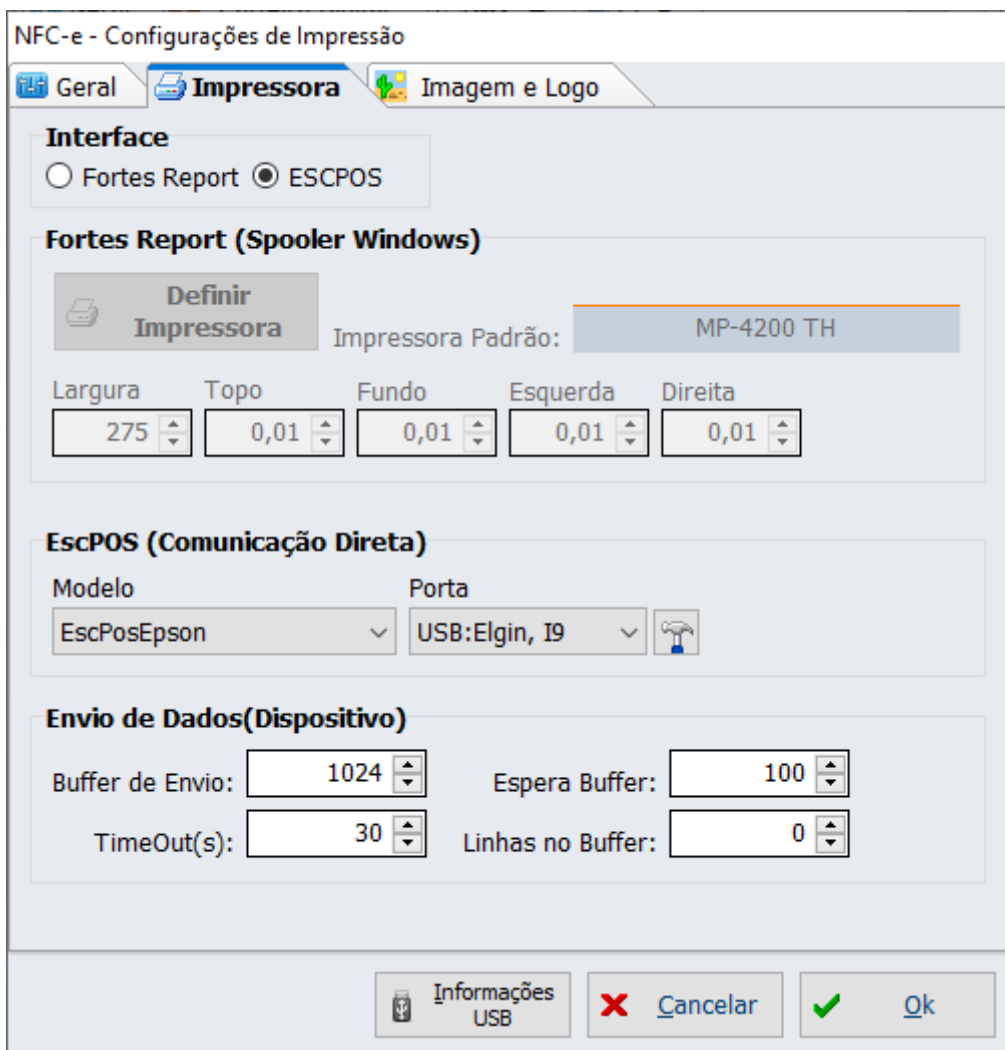 NFC-e - Configurações de Impressão
Geral Impressora Imagem e Logo
Interface
Fortes Report ESCPOS
Fortes Report (Spooler Windows)
Definir
Impressora
Impressora Padrão: MP-4200 TH
Largura Topo Fundo Esquerda Direita
275 0,01 0,01 0,01 0,01
EscPOS (Comunicação Direta)
Modelo Porta
EscPosEpson USB:Elgin, I9
Envio de Dados(Dispositivo)
Buffer de Envio: 1024 Espera Buffer: 100
TimeOut(s): 30 Linhas no Buffer: 0
Informações
USB
Cancelar Ok